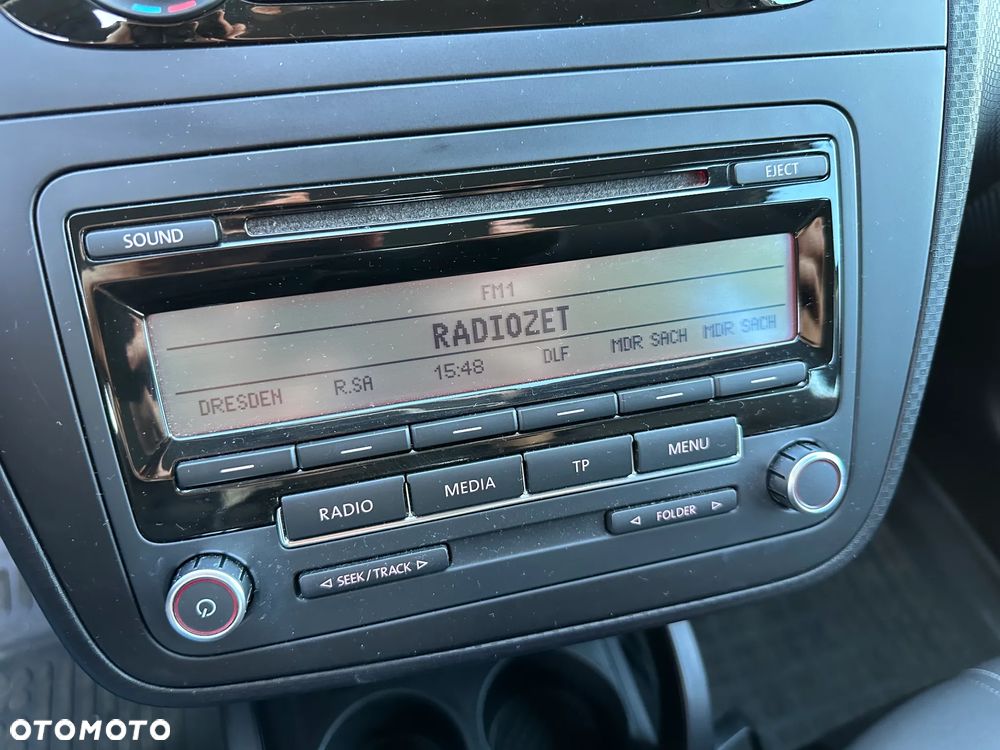 EJECT
SOUND
FM1
RADIOZET
DRESDEN R.SA 15:48 DLF MDR SACH MDR SACH
RADIO MEDIA TP MENU
SEEK/TRACK FOLDER
OTOMOTO